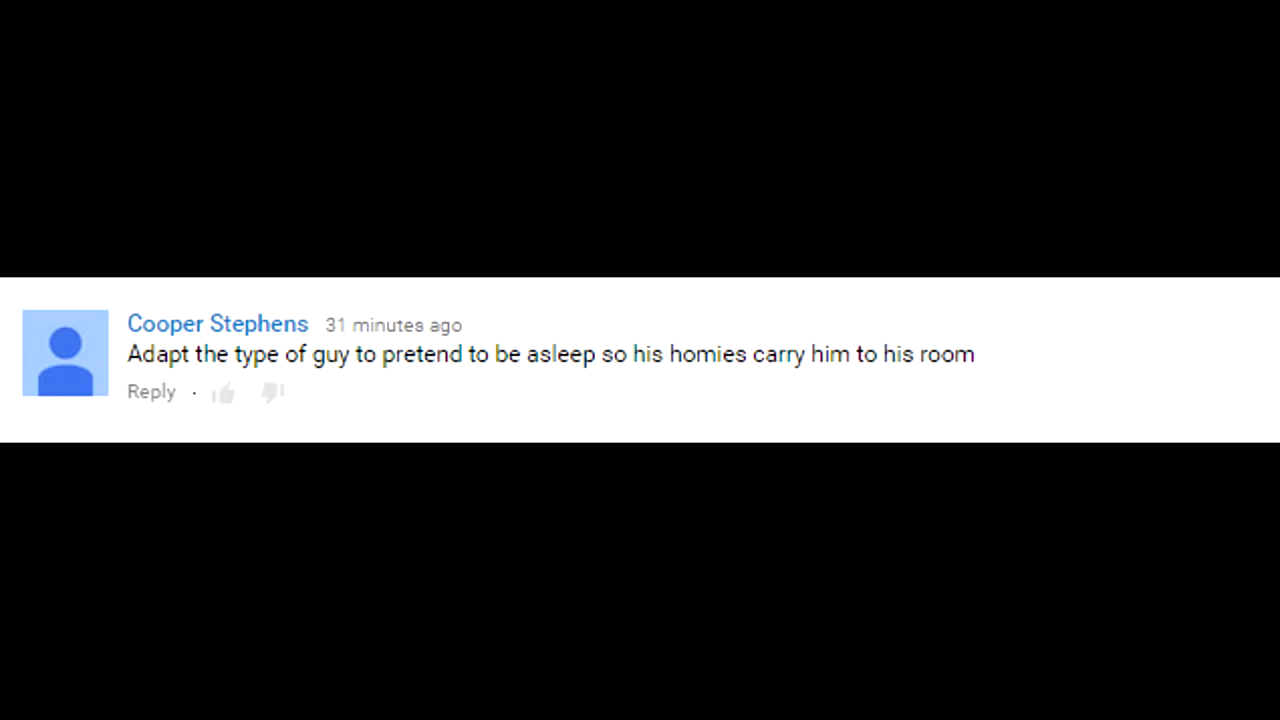 Cooper Stephens 31 minutes ago
Adapt the type of guy to pretend to be asleep so his homies carry him to his room
Reply ·